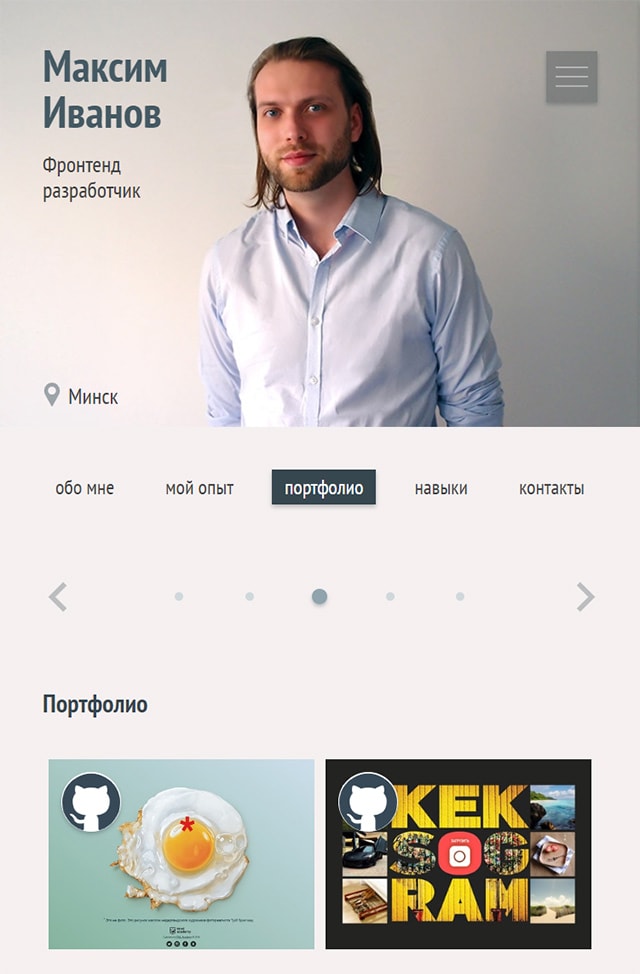 Максим
Иванов
Фронтенд
разработчик
Минск
обо мне
мой опыт
портфолио
навыки
контакты
Портфолио
KEK
SOG
RAM